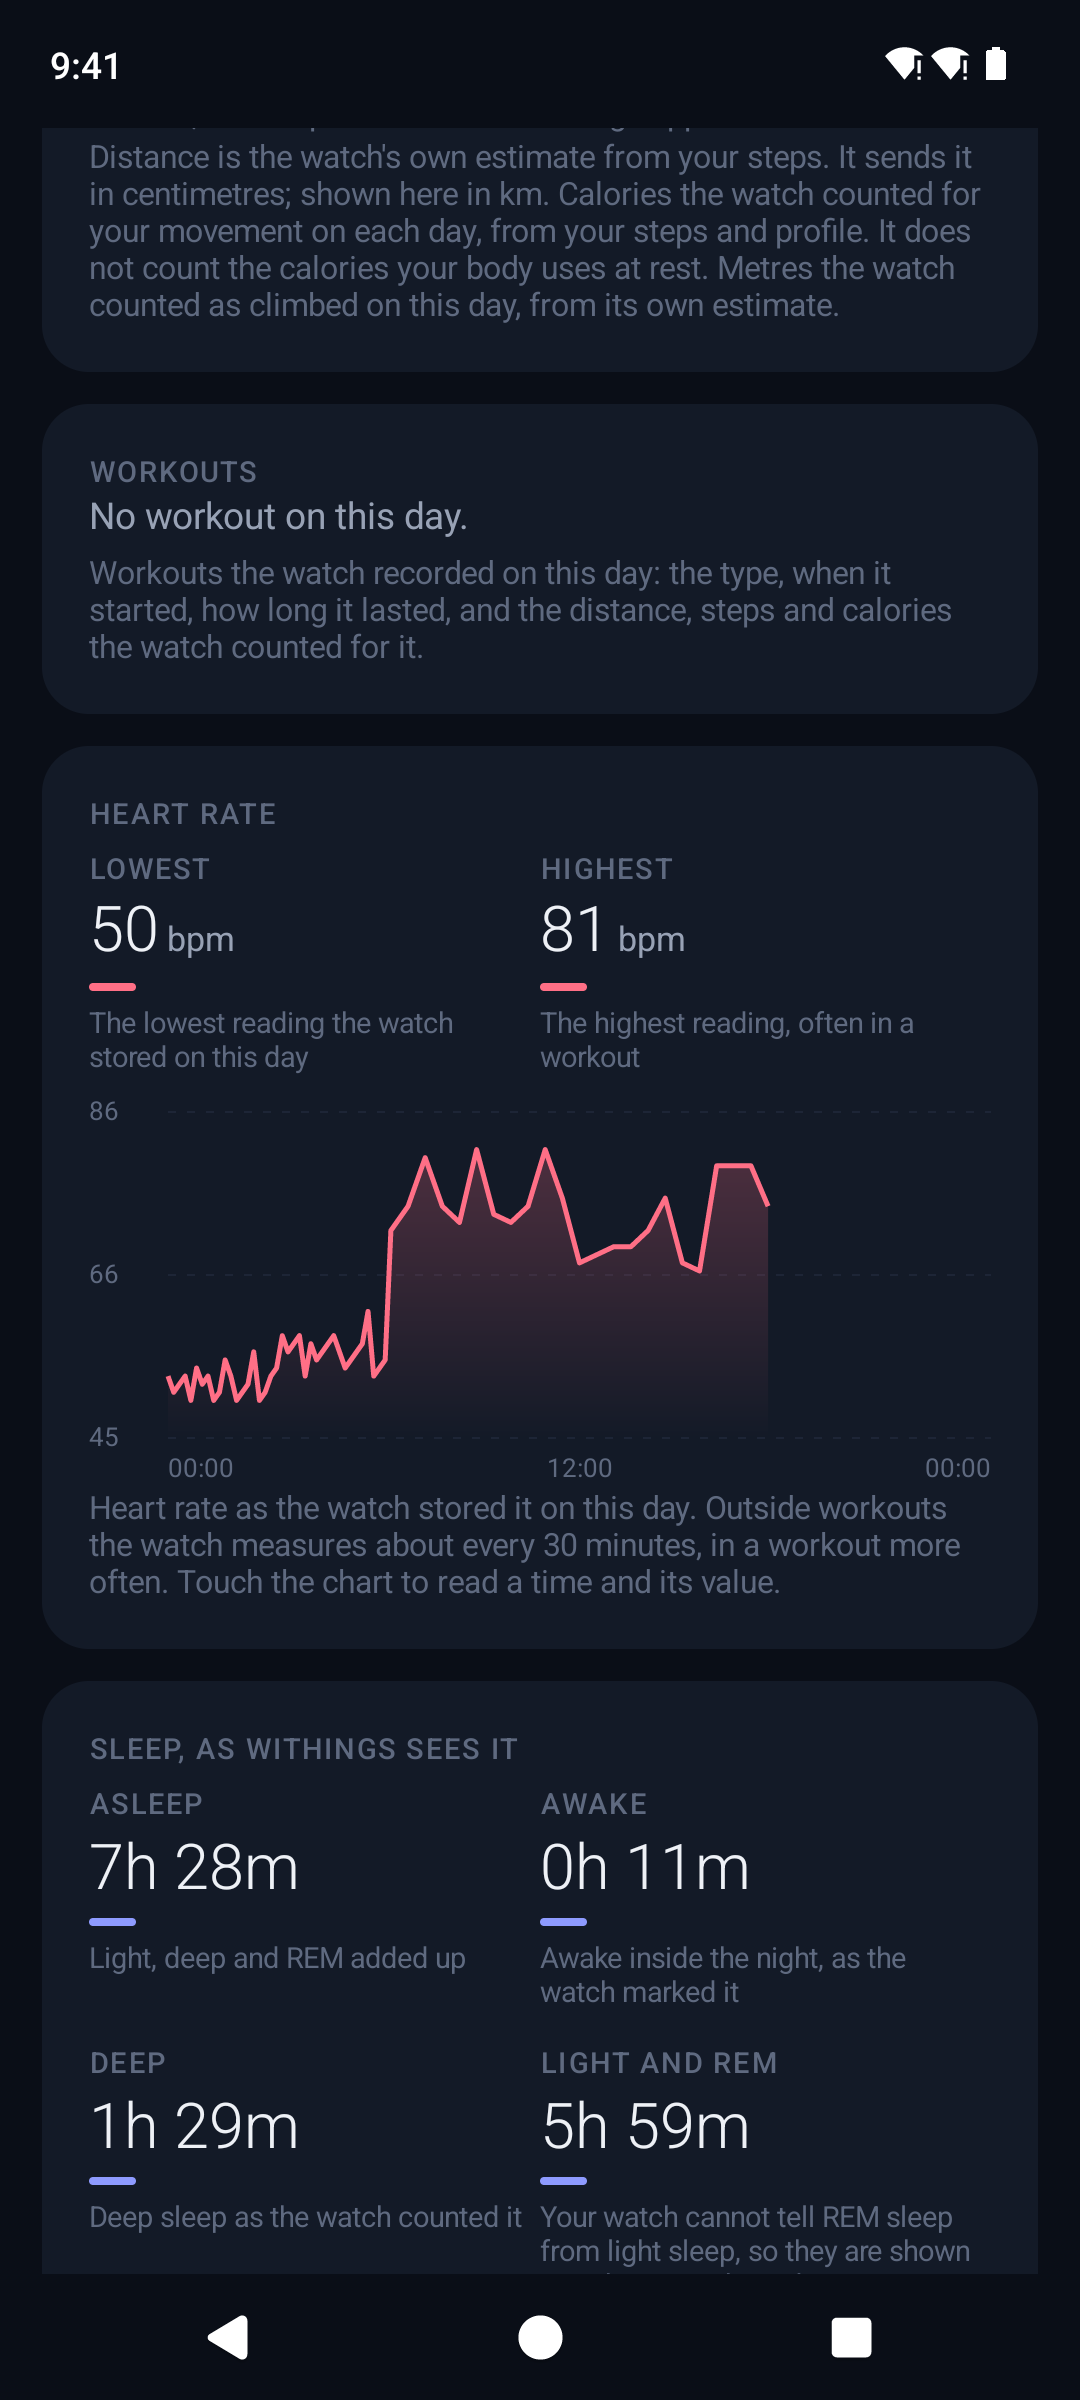 9:41
Distance is the watch's own estimate from your steps. It sends it
in centimetres; shown here in km. Calories the watch counted for
your movement on each day, from your steps and profile. It does
not count the calories your body uses at rest. Metres the watch
counted as climbed on this day, from its own estimate.
WORKOUTS
No workout on this day.
Workouts the watch recorded on this day: the type, when it
started, how long it lasted, and the distance, steps and calories
the watch counted for it.
HEART RATE
LOWEST
50 bpm
The lowest reading the watch
stored on this day
HIGHEST
81 bpm
The highest reading, often in a
workout
86
66
45
00:00 12:00 00:00
Heart rate as the watch stored it on this day. Outside workouts
the watch measures about every 30 minutes, in a workout more
often. Touch the chart to read a time and its value.
SLEEP, AS WITHINGS SEES IT
ASLEEP
7h 28m
Light, deep and REM added up
AWAKE
0h 11m
Awake inside the night, as the
watch marked it
DEEP
1h 29m
Deep sleep as the watch counted it
LIGHT AND REM
5h 59m
Your watch cannot tell REM sleep
from light sleep, so they are shown